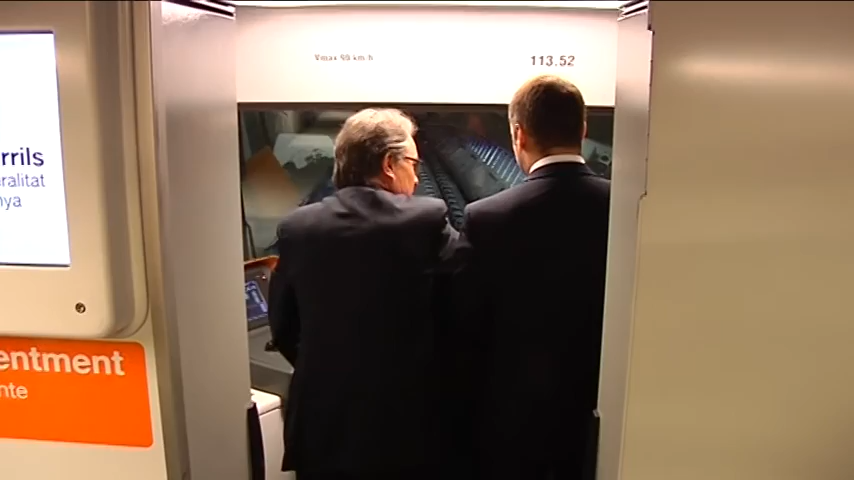 Vmax 90 km/h
113.52
rrils
ralitat
nya
entment
nte